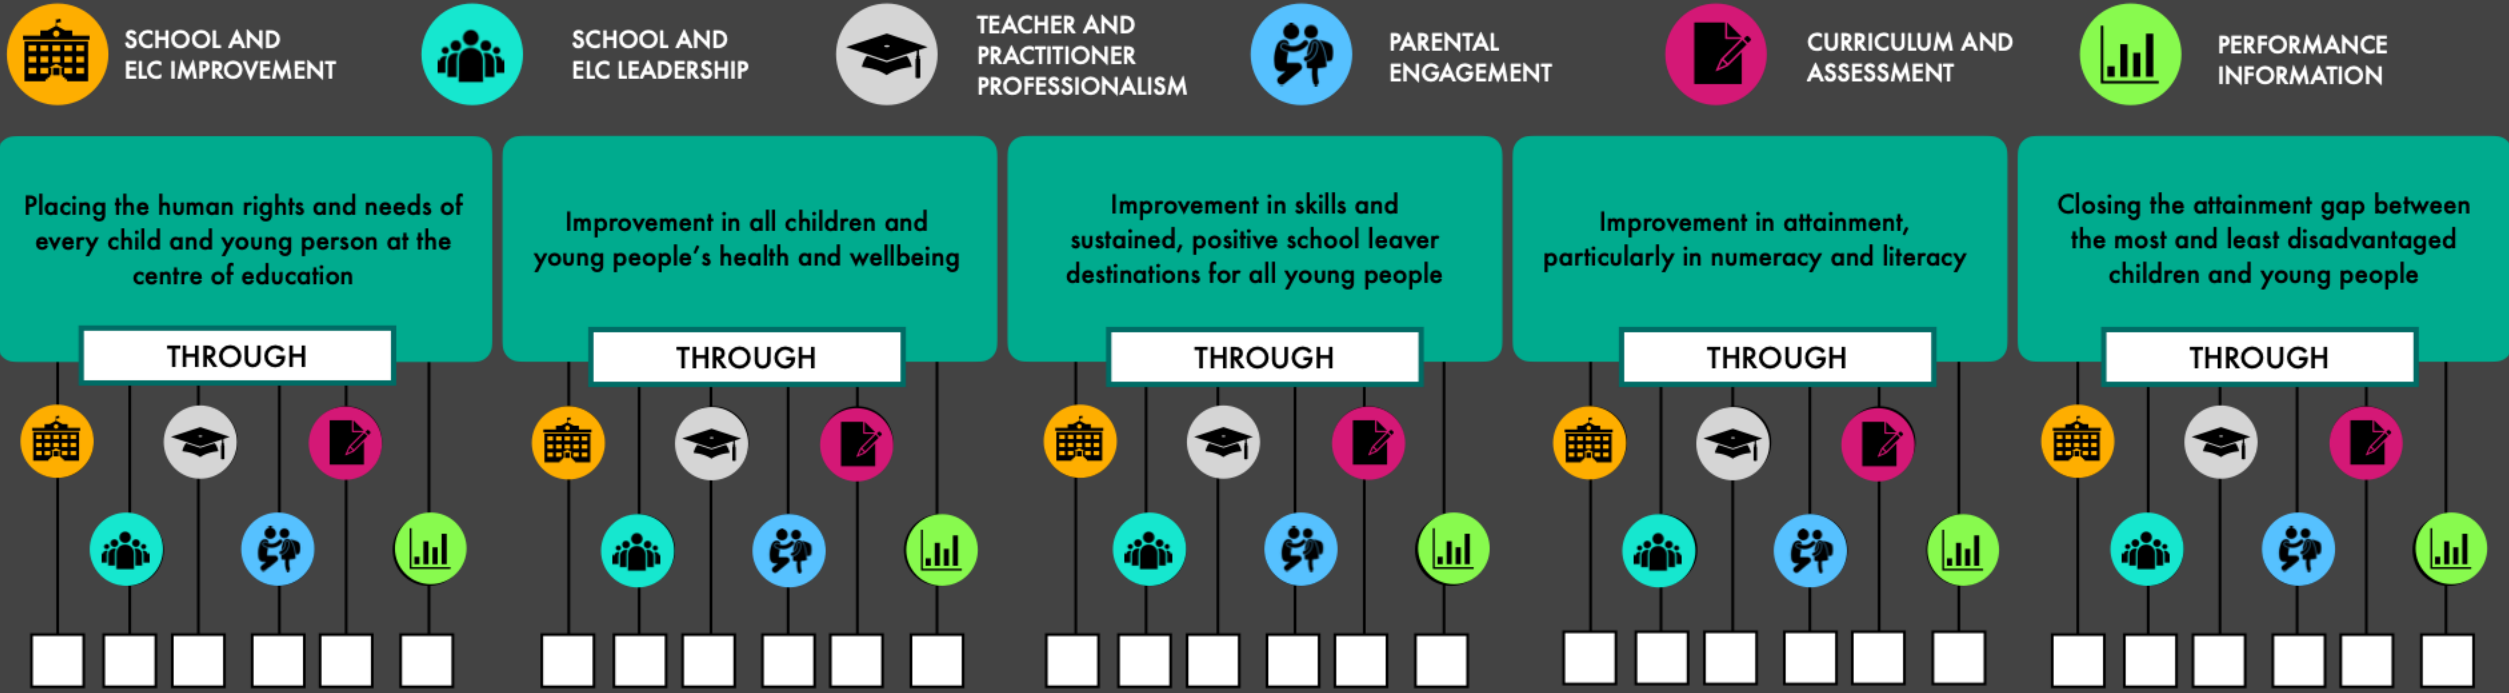 SCHOOL AND
ELC IMPROVEMENT
SCHOOL AND
ELC LEADERSHIP
TEACHER AND
PRACTITIONER
PROFESSIONALISM
PARENTAL
ENGAGEMENT
CURRICULUM AND
ASSESSMENT
PERFORMANCE
INFORMATION
Placing the human rights and needs of
every child and young person at the
centre of education
THROUGH
Improvement in all children and
young people's health and wellbeing
THROUGH
Improvement in skills and
sustained, positive school leaver
destinations for all young people
THROUGH
Improvement in attainment,
particularly in numeracy and literacy
THROUGH
Closing the attainment gap between
the most and least disadvantaged
children and young people
THROUGH